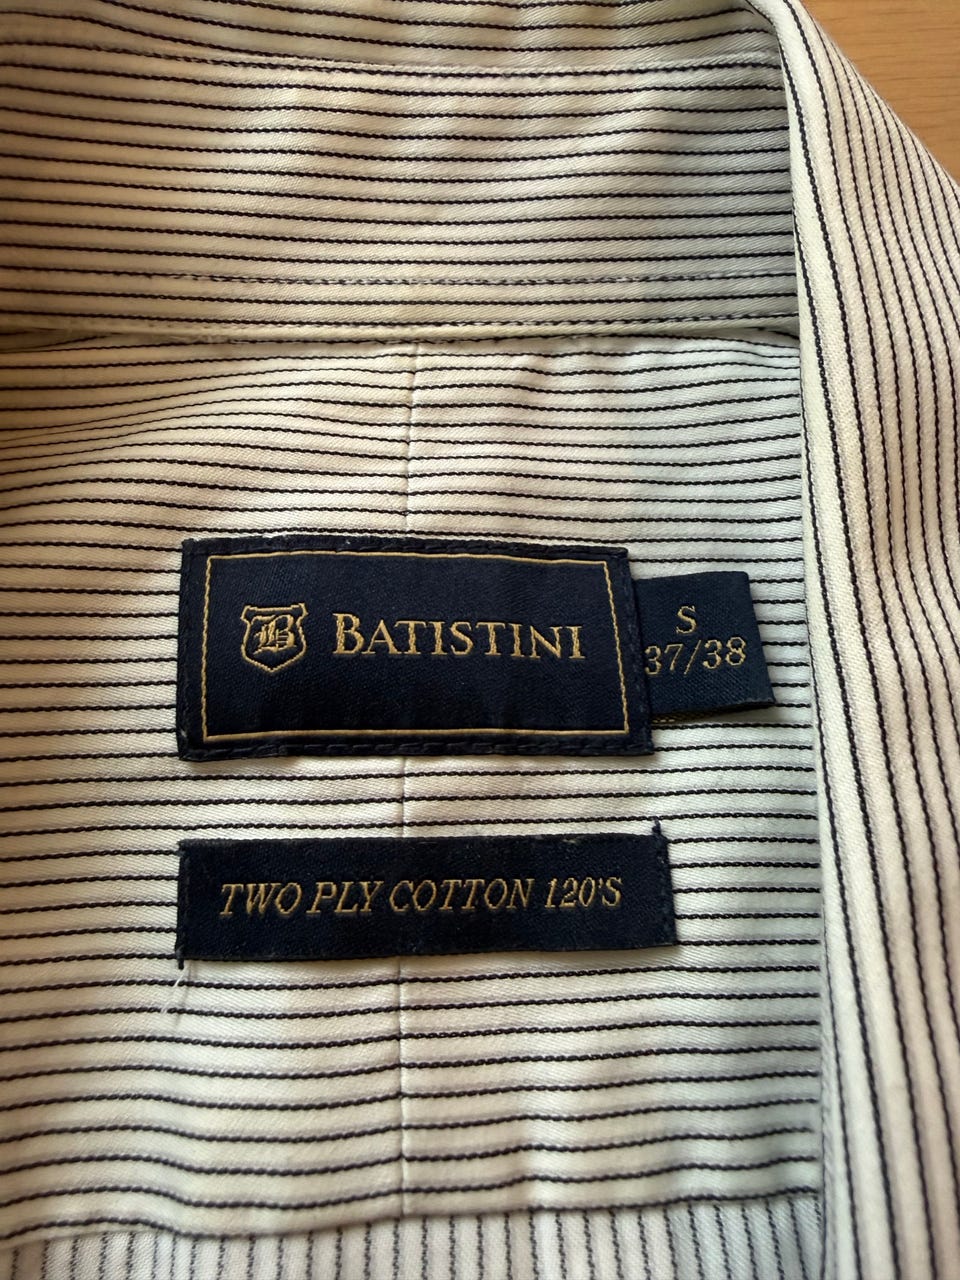 B
BATISTINI
S
37/38
TWO PLY COTTON 120'S